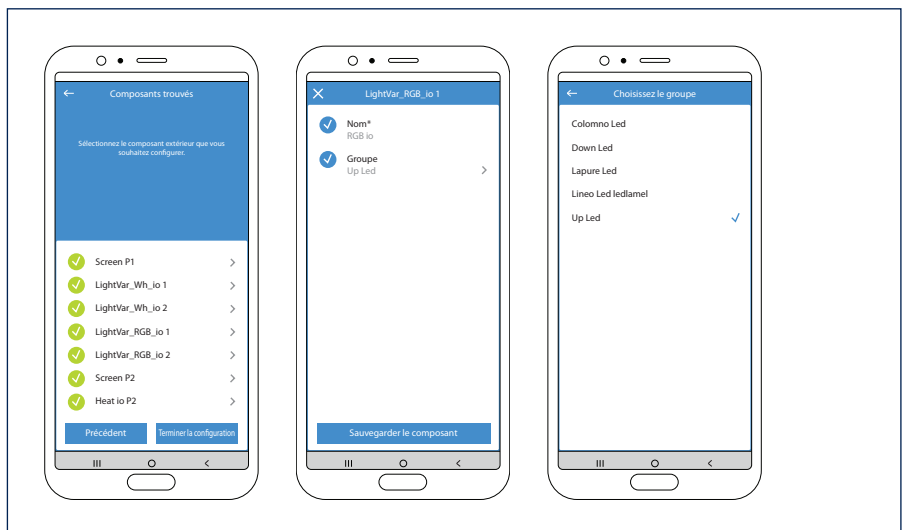 Composants trouvés
Sélectionnez le composant extérieur que vous
souhaitez configurer.
Screen P1
LightVar_Wh_io 1
LightVar_Wh_io 2
LightVar_RGB_io 1
LightVar_RGB_io 2
Screen P2
Heat io P2
Précédent
Terminer la configuration
LightVar_RGB_io 1
Nom*
RGB io
Groupe
Up Led
Sauvegarder le composant
Choisissez le groupe
Colomno Led
Down Led
Lapure Led
Lineo Led ledlamel
Up Led